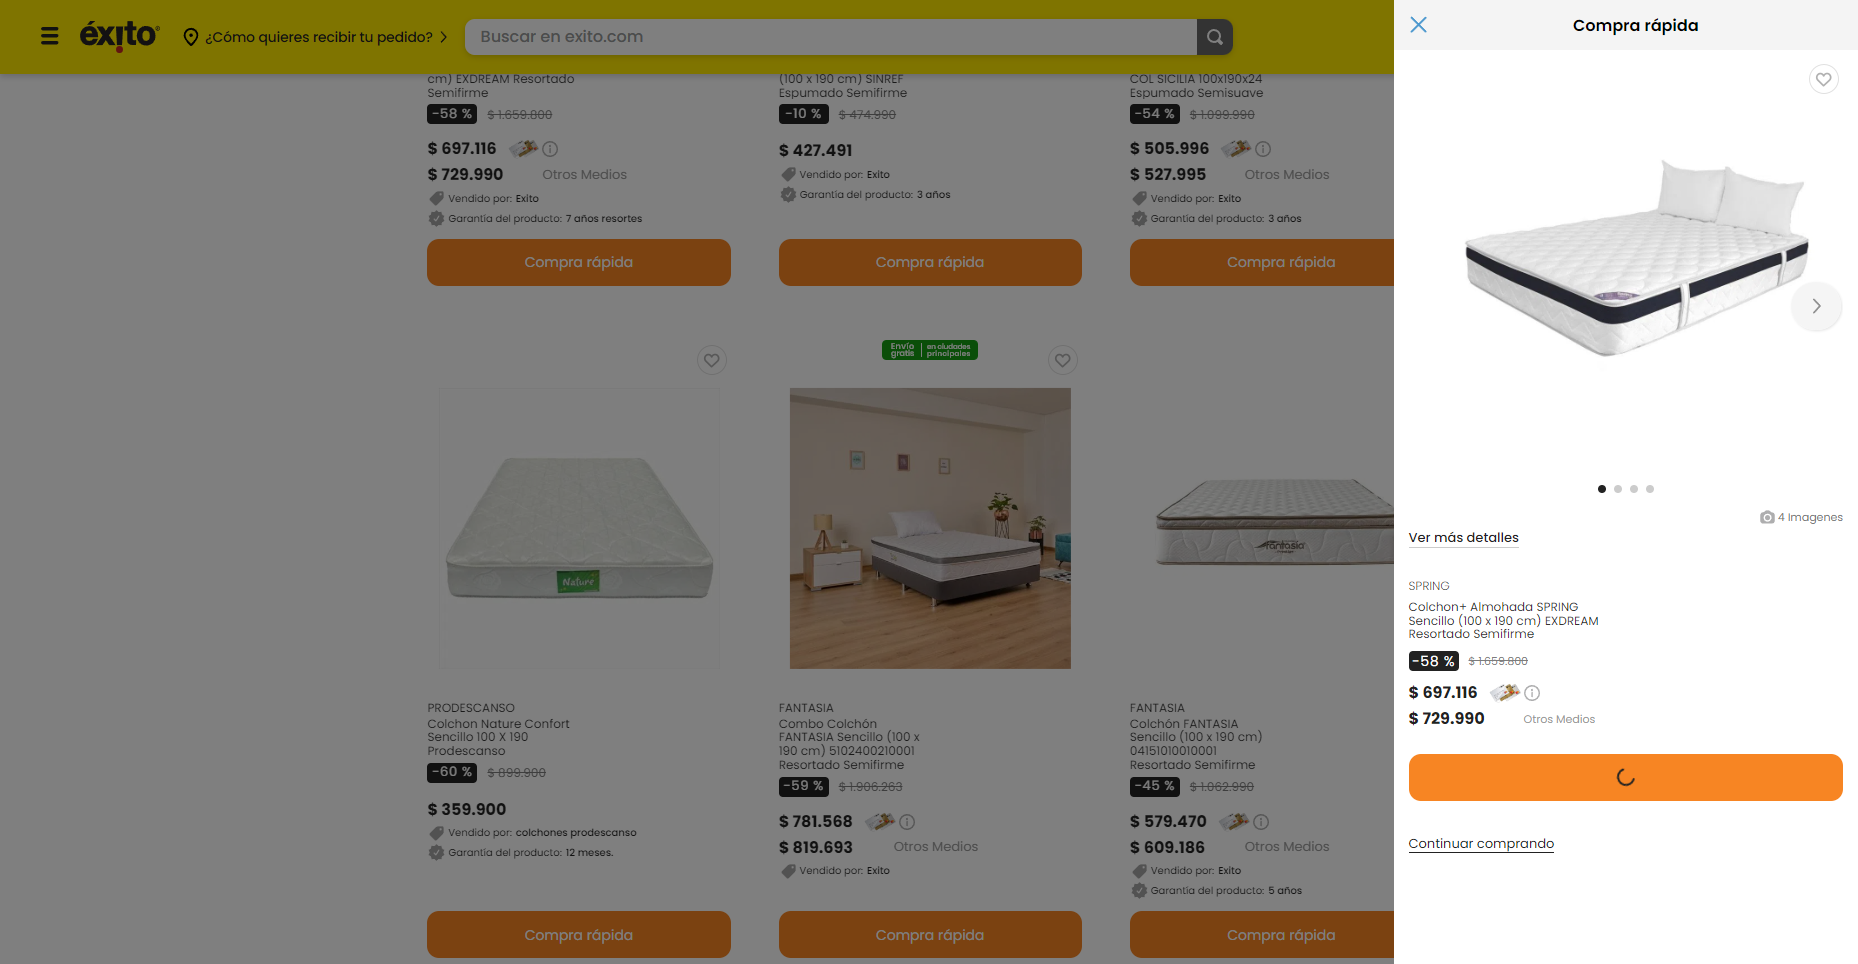 éxito
¿Cómo quieres recibir tu pedido?
Buscar en exito.com
cm) EXDREAM Resortado
Semifirme
-58 % $ 1.659.800
$ 697.116
$ 729.990 Otros Medios
Vendido por: Exito
Garantía del producto: 7 años resortes
Compra rápida
(100 x 190 cm) SINREF
Espumado Semifirme
-10 % $ 474.990
$ 427.491
Vendido por: Exito
Garantía del producto: 3 años
Compra rápida
COL SICILIA 100x190x24
Espumado Semisuave
-54 % $ 1.099.990
$ 505.996
$ 527.995 Otros Medios
Vendido por: Exito
Garantía del producto: 3 años
Compra rápida
Nature
PRODESCANSO
Colchon Nature Confort
Sencillo 100 X 190
Prodescanso
-60 % $ 899.900
$ 359.900
Vendido por: colchones prodescanso
Garantía del producto: 12 meses.
Compra rápida
Envío gratis en ciudades principales
FANTASIA
Combo Colchón
FANTASIA Sencillo (100 x
190 cm) 5102400210001
Resortado Semifirme
-59 % $ 1.906.263
$ 781.568
$ 819.693 Otros Medios
Vendido por: Exito
Compra rápida
fantasia
FANTASIA
Colchón FANTASIA
Sencillo (100 x 190 cm)
04151010010001
Resortado Semifirme
-45 % $ 1.062.990
$ 579.470
$ 609.186 Otros Medios
Vendido por: Exito
Garantía del producto: 5 años
Compra rápida
Compra rápida
4 Imagenes
Ver más detalles
SPRING
Colchon+ Almohada SPRING
Sencillo (100 x 190 cm) EXDREAM
Resortado Semifirme
-58 % $ 1.659.800
$ 697.116
$ 729.990 Otros Medios
Continuar comprando